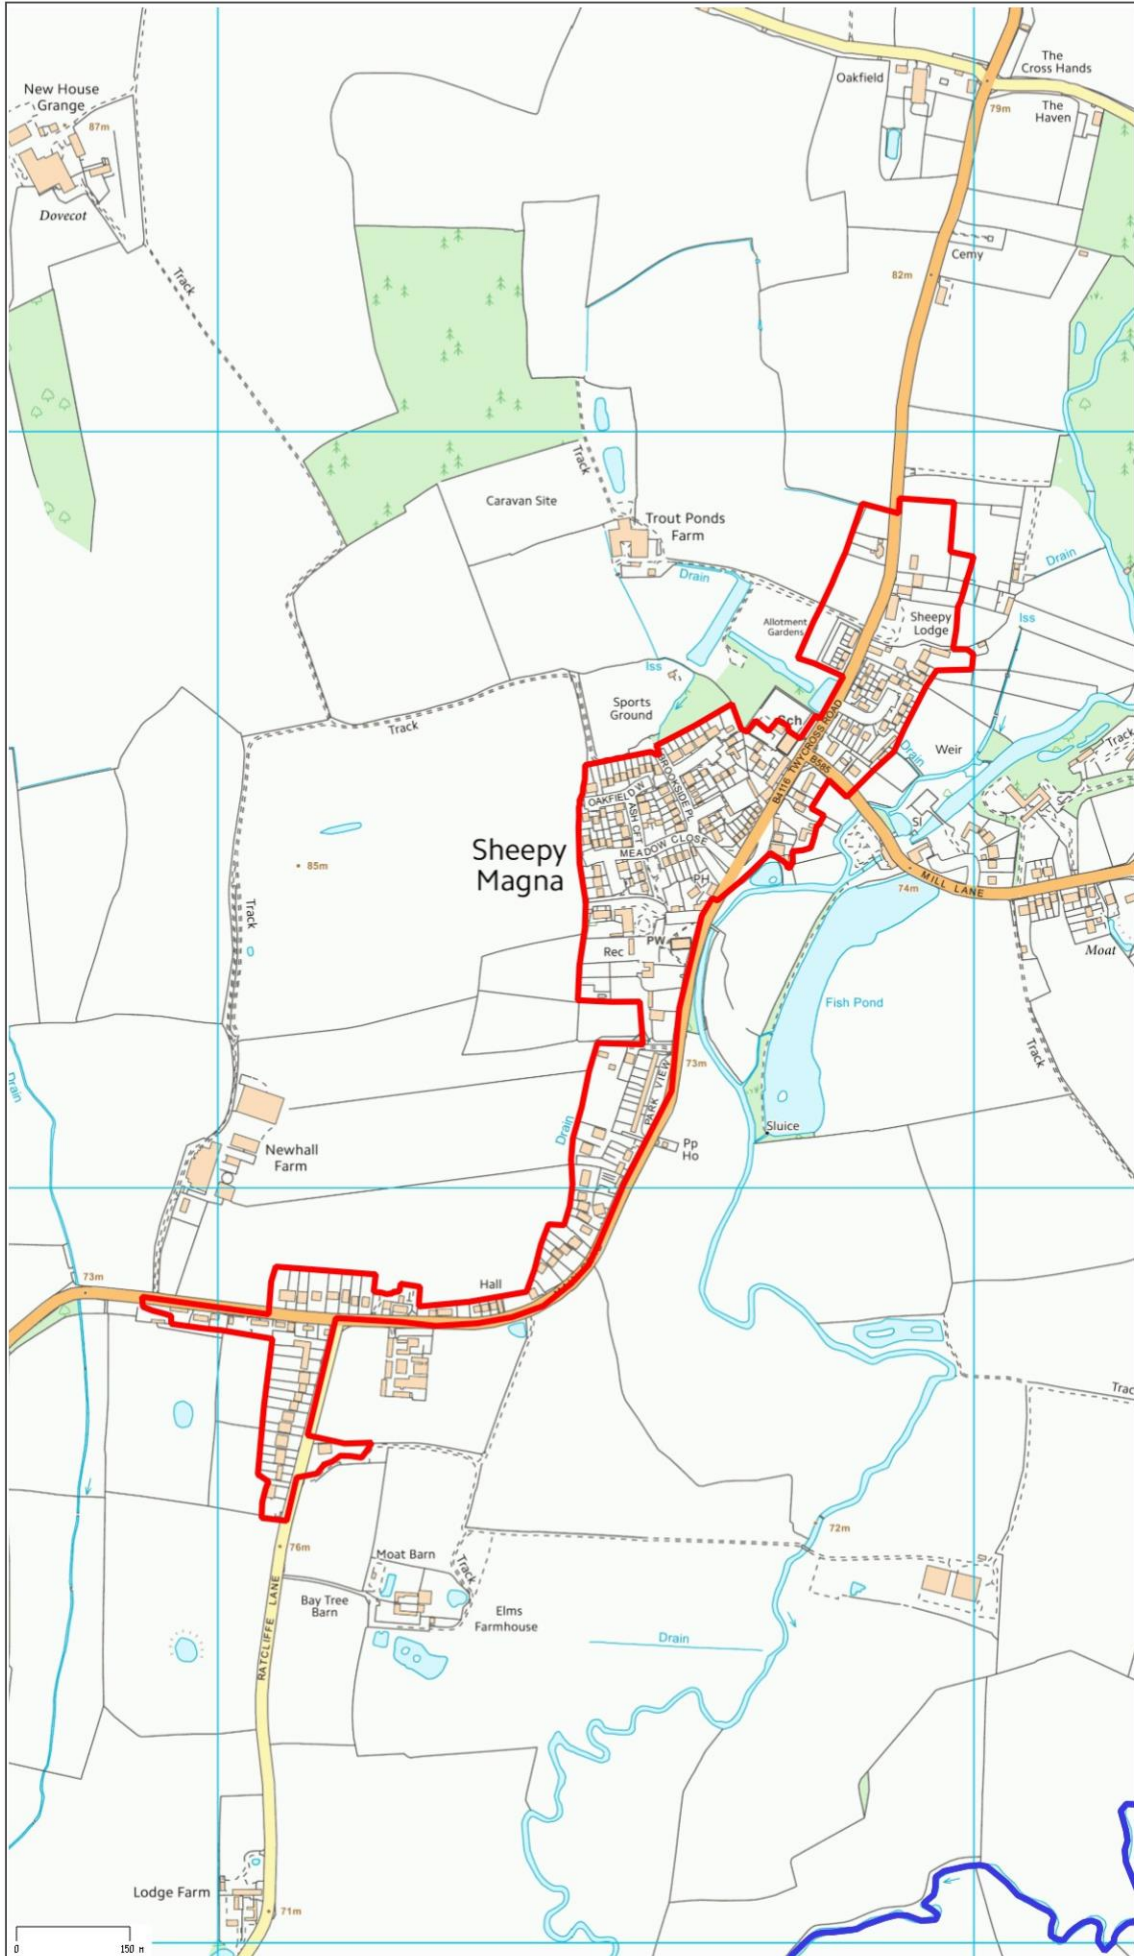 The
Cross Hands
Oakfield
New House
Grange
79m
The
Haven
87m
Dovecot
Cemy
82m
Track
Track
Caravan Site
Trout Ponds
Farm
Drain
Drain
Allotment
Gardens
Sheepy
Lodge
Iss
Iss
Sports
Ground
Sch
Track
Weir
Drain
Track
B4116 TWYCROSS ROAD
B585
BROOKSIDE PL
OAKFIELD W
ASH CFT
MEADOW CLOSE
Sl
Sheepy
Magna
85m
PH
74m
MILL LANE
Track
PW
Rec
Moat
Fish Pond
Track
73m
Drain
PARK VIEW
Drain
Sluice
Pp
Ho
Newhall
Farm
73m
Hall
Trac
72m
76m
Moat Barn
Track
Bay Tree
Barn
Elms
Farmhouse
RATCLIFFE LANE
Drain
Lodge Farm
71m
0 150 m